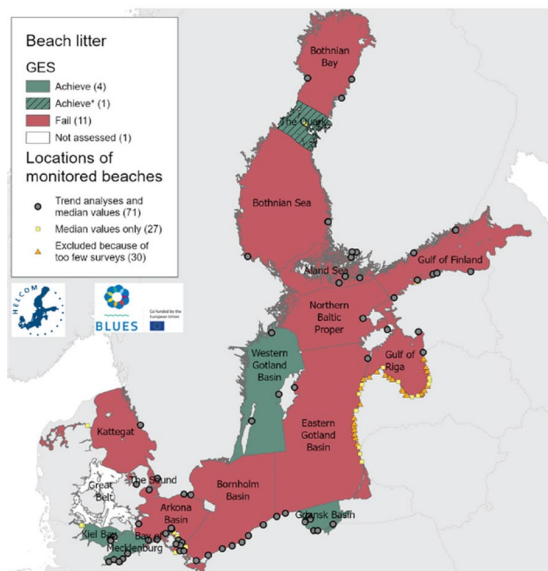 Beach litter
GES
Achieve (4)
Achieve* (1)
Fail (11)
Not assessed (1)
Locations of
monitored beaches
Trend analyses and
median values (71)
Median values only (27)
Excluded because of
too few surveys (30)
HELCOM
BLUES
Co-funded by the
European Union
Bothnian
Bay
The Quark
Bothnian Sea
Åland Sea
Gulf of Finland
Northern
Baltic
Proper
Western
Gotland
Basin
Gulf of
Riga
Eastern
Gotland
Basin
Kattegat
The Sound
Great
Belt
Arkona
Basin
Bornholm
Basin
Gdansk Basin
Kiel Bay
Bay of
Mecklenburg